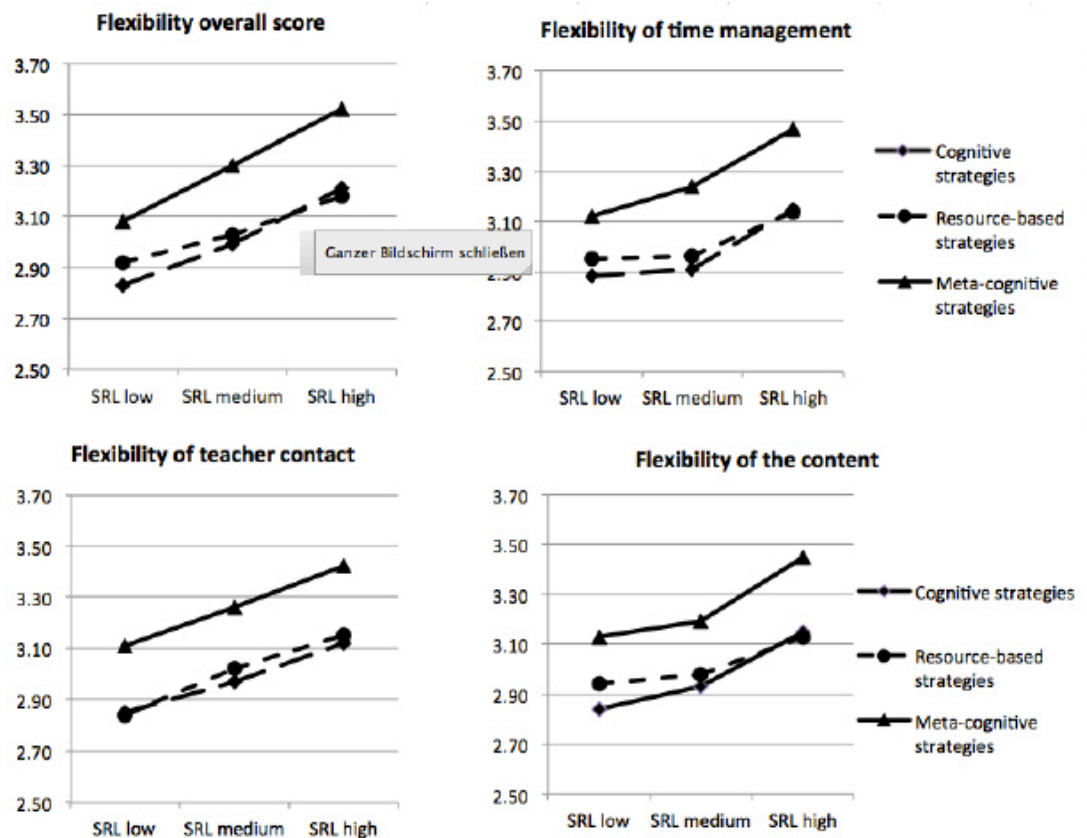 Flexibility overall score
3.70
3.50
3.30
3.10
2.90
2.70
2.50
SRL low SRL medium SRL high
Ganzer Bildschirm schließen
Flexibility of time management
3.70
3.50
3.30
3.10
2.90
2.70
2.50
SRL low SRL medium SRL high
Cognitive
strategies
Resource-based
strategies
Meta-cognitive
strategies
Flexibility of teacher contact
3.70
3.50
3.30
3.10
2.90
2.70
2.50
SRL low SRL medium SRL high
Flexibility of the content
3.70
3.50
3.30
3.10
2.90
2.70
2.50
SRL low SRL medium SRL high
Cognitive strategies
Resource-based
strategies
Meta-cognitive
strategies